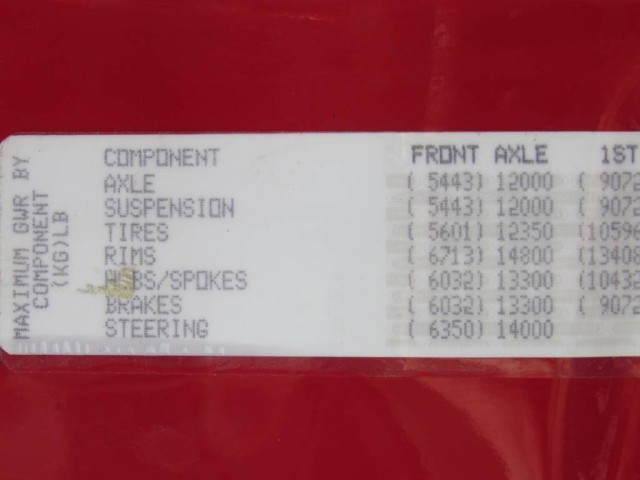 MAXIMUM GWR BY
COMPONENT
(KG)LB
COMPONENT FRONT AXLE 1ST
AXLE ( 5443) 12000 ( 9072
SUSPENSION ( 5443) 12000 ( 9072
TIRES ( 5601) 12350 (10596
RIMS ( 6713) 14800 (13408
HUBS/SPOKES ( 6032) 13300 (10432
BRAKES ( 6032) 13300 ( 9072
STEERING ( 6350) 14000